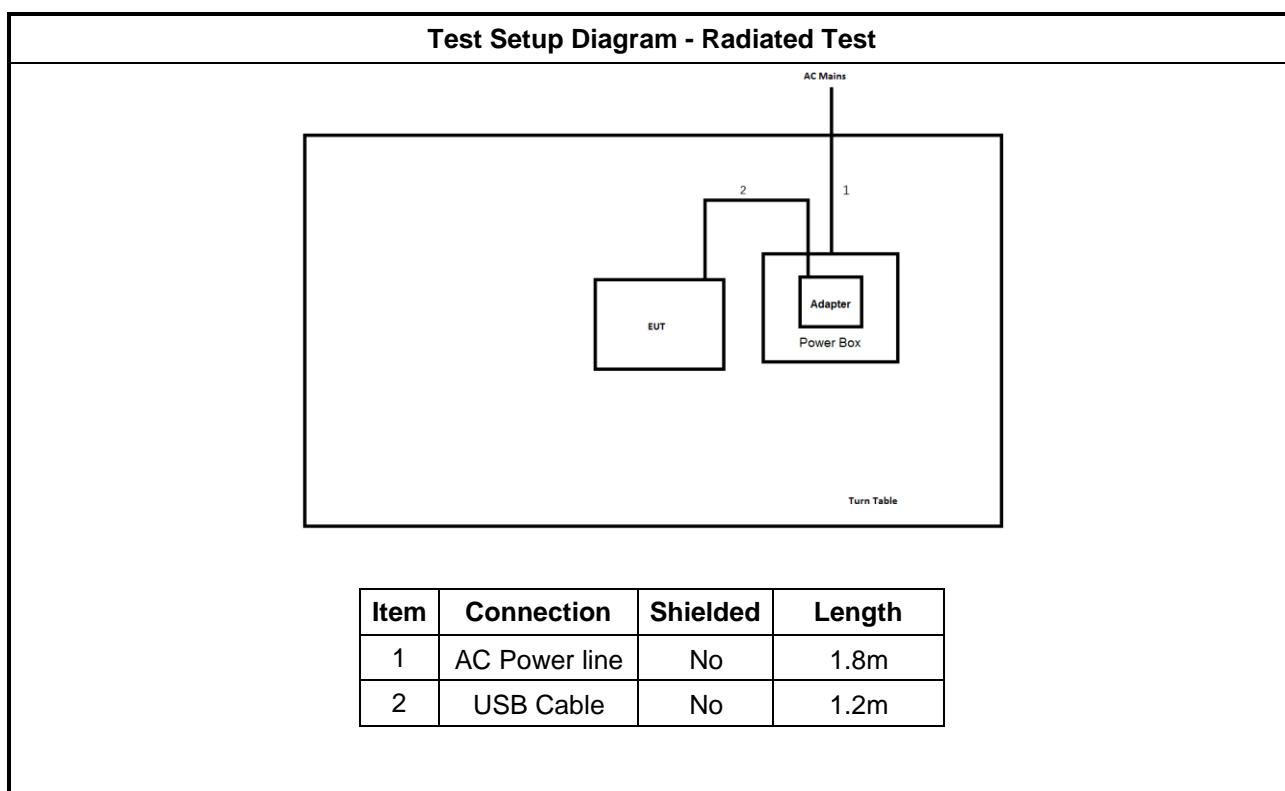 Test Setup Diagram - Radiated Test
AC Mains
2
1
EUT
Adapter
Power Box
Turn Table
Item Connection Shielded Length
1 AC Power line No 1.8m
2 USB Cable No 1.2m